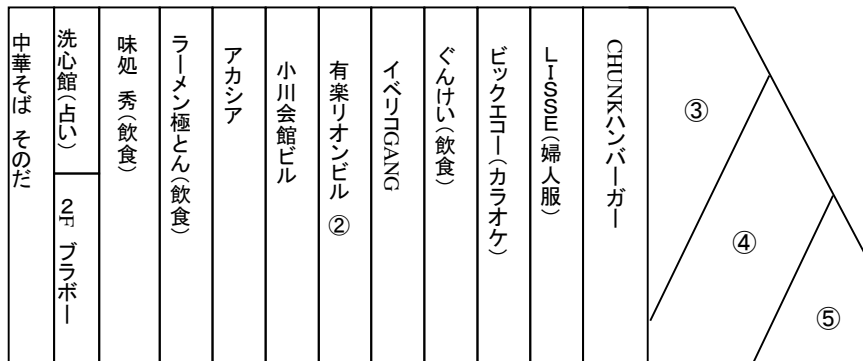 中華そば そのだ
洗心館(占い)
2F ブラボー
味処 秀(飲食)
ラーメン極とん(飲食)
アカシア
小川会館ビル
有楽リオンビル ②
イベリコGANG
ぐんけい(飲食)
ビックエコー(カラオケ)
LISSE(婦人服)
CHUNKハンバーガー
③
④
⑤